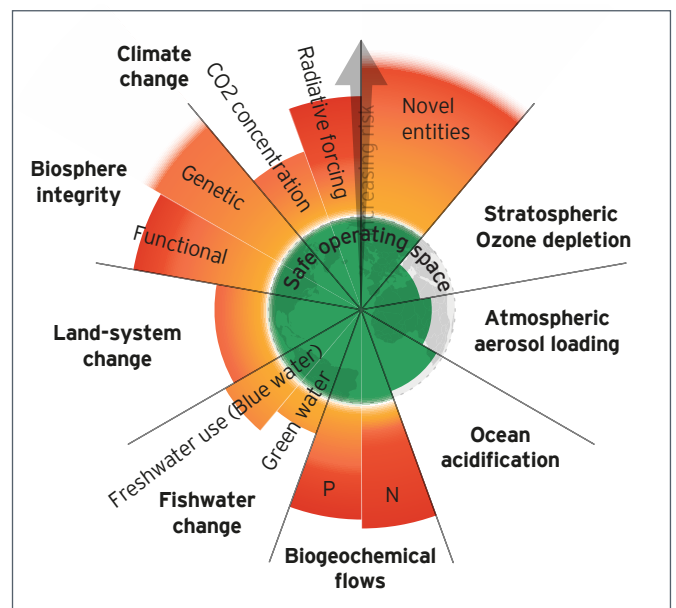 Climate
change
CO2 concentration
Radiative forcing
Increasing risk
Novel
entities
Biosphere
integrity
Genetic
Functional
Safe operating space
Stratospheric
Ozone depletion
Land-system
change
Atmospheric
aerosol loading
Freshwater use (Blue water)
Green water
Fishwater
change
Ocean
acidification
P
N
Biogeochemical
flows